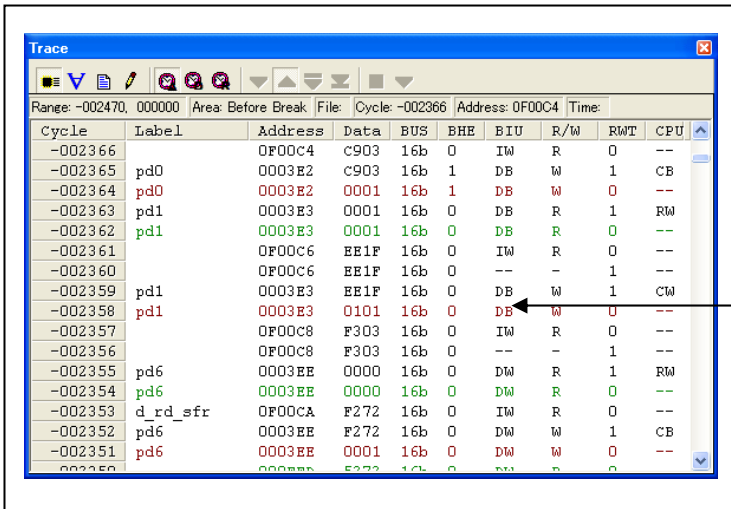 Trace
Range: -002470, 000000 Area: Before Break File: Cycle: -002366 Address: 0F00C4 Time:
Cycle Label Address Data BUS BHE BIU R/W RWT CPU
-002366 0F00C4 C903 16b 0 IW R 0 --
-002365 pd0 0003E2 C903 16b 1 DB W 1 CB
-002364 pd0 0003E2 0001 16b 1 DB W 0 --
-002363 pd1 0003E3 0001 16b 0 DB R 1 RW
-002362 pd1 0003E3 0001 16b 0 DB R 0 --
-002361 0F00C6 EE1F 16b 0 IW R 0 --
-002360 0F00C6 EE1F 16b 0 -- - 1 --
-002359 pd1 0003E3 EE1F 16b 0 DB W 1 CW
-002358 pd1 0003E3 0101 16b 0 DB W 0 --
-002357 0F00C8 F303 16b 0 IW R 0 --
-002356 0F00C8 F303 16b 0 -- - 1 --
-002355 pd6 0003EE 0000 16b 0 DW R 1 RW
-002354 pd6 0003EE 0000 16b 0 DW R 0 --
-002353 d_rd_sfr 0F00CA F272 16b 0 IW R 0 --
-002352 pd6 0003EE F272 16b 0 DW W 1 CB
-002351 pd6 0003EE 0001 16b 0 DW W 0 --